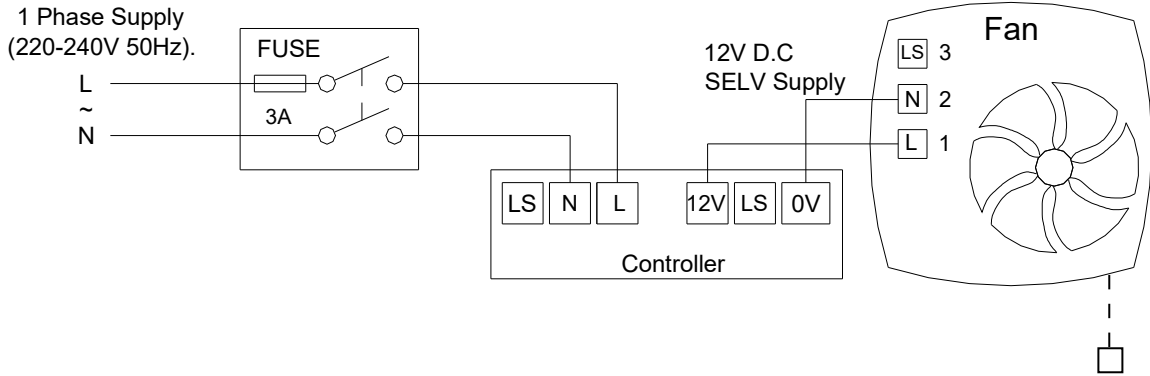 1 Phase Supply
(220-240V 50Hz).
L
~
N
FUSE
3A
12V D.C
SELV Supply
Fan
LS 3
N 2
L 1
LS N L 12V LS 0V
Controller